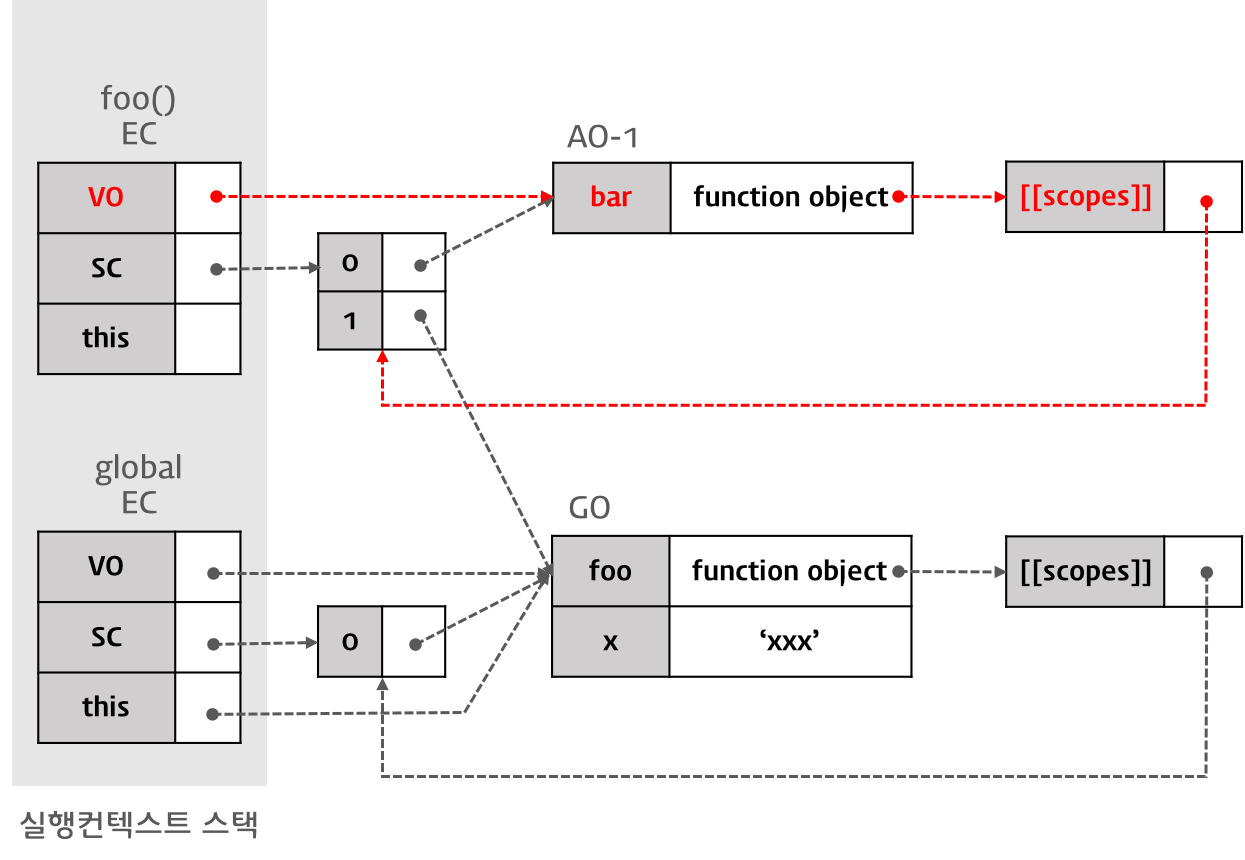 foo()
EC
AO-1
VO
bar
function object
[[scopes]]
SC
0
1
this
global
EC
GO
VO
foo
function object
[[scopes]]
SC
0
x
‘xxx’
this
실행컨텍스트 스택